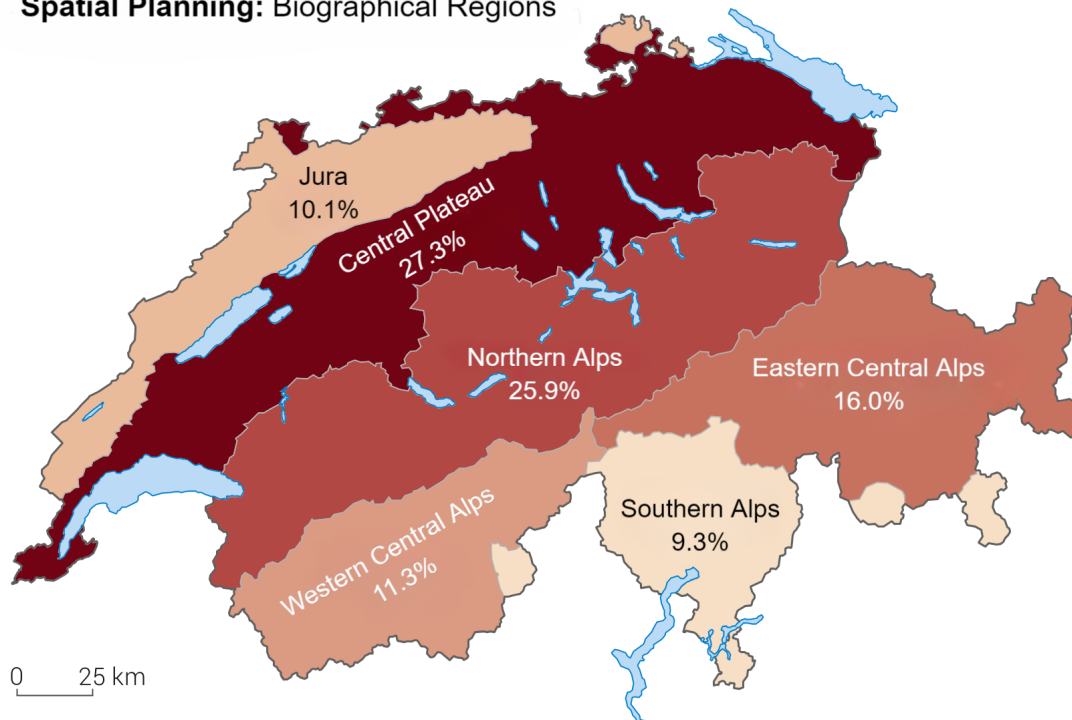 Spatial Planning: Biographical Regions
Jura
10.1%
Central Plateau
27.3%
Northern Alps
25.9%
Eastern Central Alps
16.0%
Southern Alps
9.3%
Western Central Alps
11.3%
0 25 km